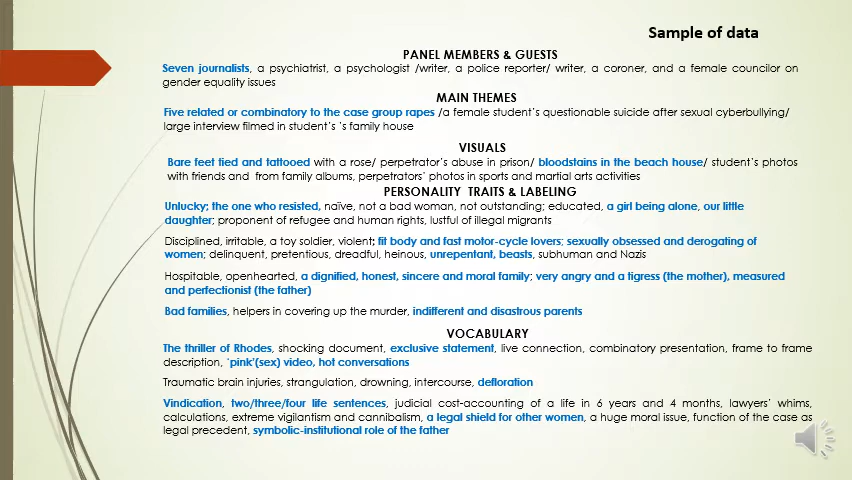 Sample of data
PANEL MEMBERS & GUESTS
Seven journalists, a psychiatrist, a psychologist /writer, a police reporter/ writer, a coroner, and a female councilor on
gender equality issues
MAIN THEMES
Five related or combinatory to the case group rapes /a female student's questionable suicide after sexual cyberbullying/
large interview filmed in student's 's family house
VISUALS
Bare feet tied and tattooed with a rose/ perpetrator's abuse in prison/ bloodstains in the beach house/ student's photos
with friends and from family albums, perpetrators' photos in sports and martial arts activities
PERSONALITY TRAITS & LABELING
Unlucky; the one who resisted, naïve, not a bad woman, not outstanding; educated, a girl being alone, our little
daughter; proponent of refugee and human rights, lustful of illegal migrants
Disciplined, irritable, a toy soldier, violent; fit body and fast motor-cycle lovers; sexually obsessed and derogating of
women; delinquent, pretentious, dreadful, heinous, unrepentant, beasts, subhuman and Nazis
Hospitable, openhearted, a dignified, honest, sincere and moral family; very angry and a tigress (the mother), measured
and perfectionist (the father)
Bad families, helpers in covering up the murder, indifferent and disastrous parents
VOCABULARY
The thriller of Rhodes, shocking document, exclusive statement, live connection, combinatory presentation, frame to frame
description, 'pink'(sex) video, hot conversations
Traumatic brain injuries, strangulation, drowning, intercourse, defloration
Vindication, two/three/four life sentences, judicial cost-accounting of a life in 6 years and 4 months, lawyers' whims,
calculations, extreme vigilantism and cannibalism, a legal shield for other women, a huge moral issue, function of the case as
legal precedent, symbolic-institutional role of the father